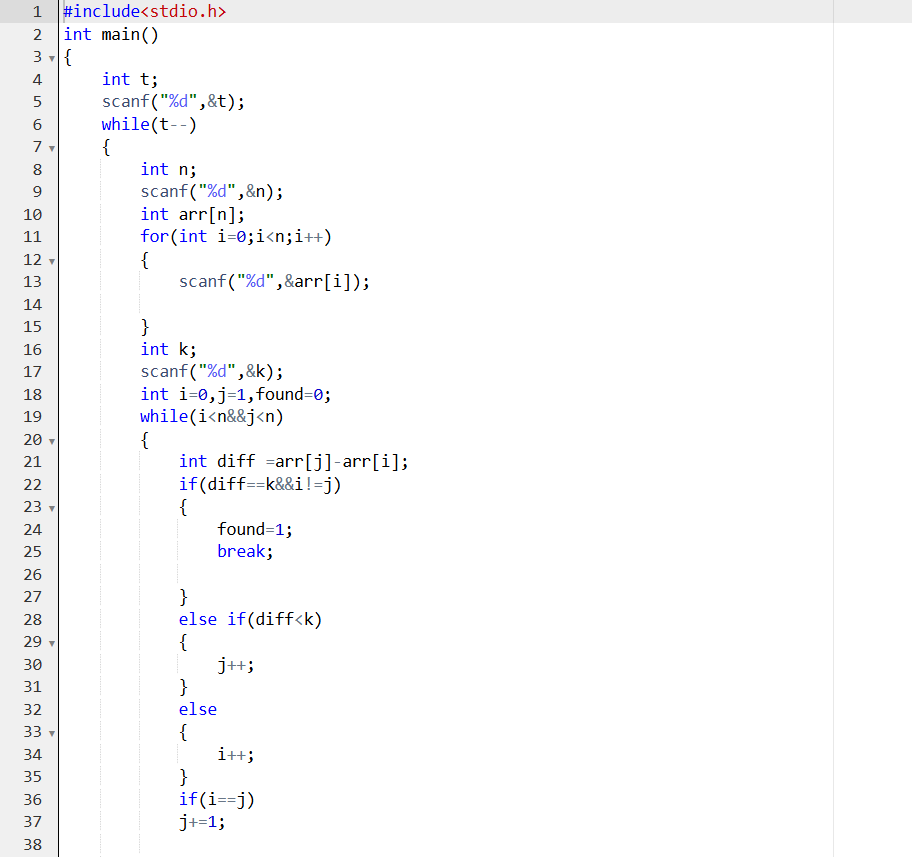 1 #include<stdio.h>
2 int main()
3 {
4 int t;
5 scanf("%d",&t);
6 while(t--)
7 {
8 int n;
9 scanf("%d",&n);
10 int arr[n];
11 for(int i=0;i<n;i++)
12 {
13 scanf("%d",&arr[i]);
14
15 }
16 int k;
17 scanf("%d",&k);
18 int i=0,j=1,found=0;
19 while(i<n&&j<n)
20 {
21 int diff =arr[j]-arr[i];
22 if(diff==k&&i!=j)
23 {
24 found=1;
25 break;
26
27 }
28 else if(diff<k)
29 {
30 j++;
31 }
32 else
33 {
34 i++;
35 }
36 if(i==j)
37 j+=1;
38